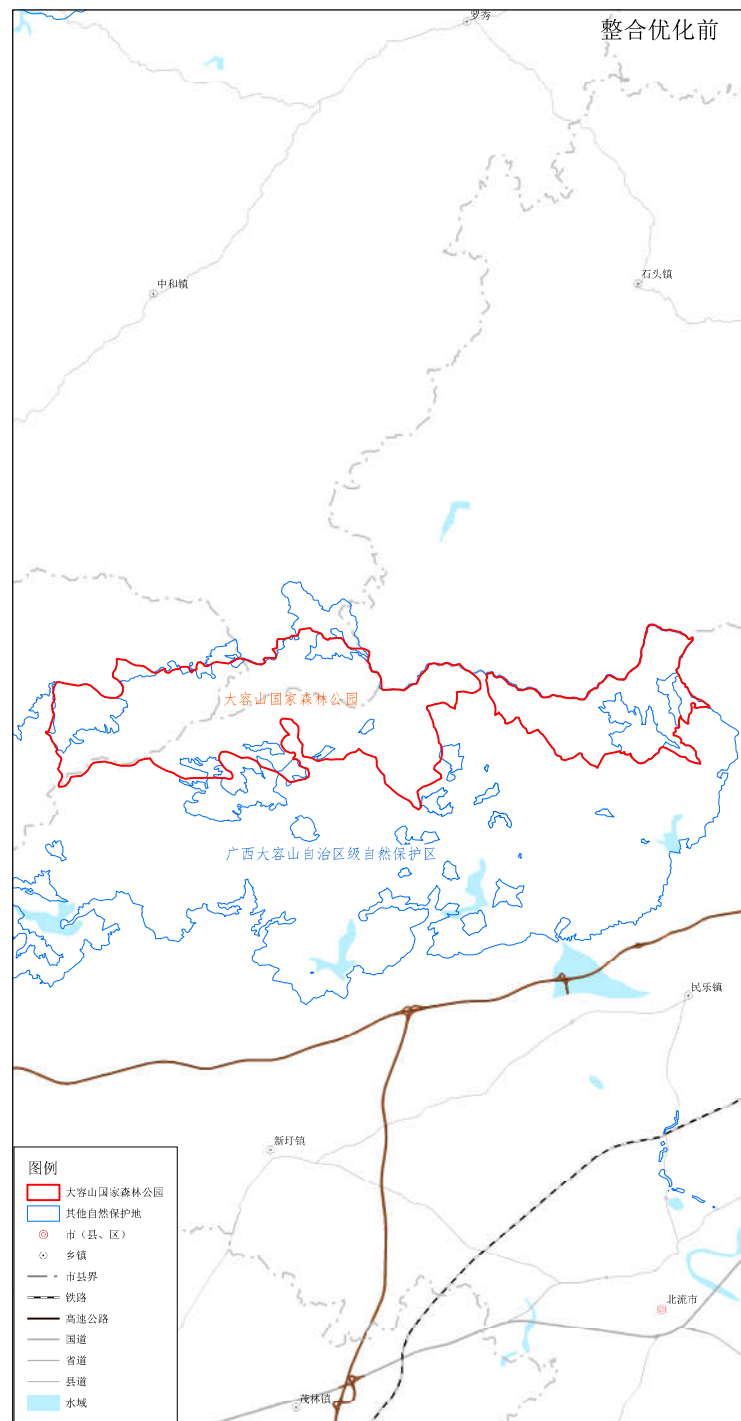 整合优化前
罗秀
中和镇
石头镇
大容山国家森林公园
广西大容山自治区级自然保护区
民乐镇
新圩镇
北流市
茂林镇
图例
大容山国家森林公园
其他自然保护地
市（县、区）
乡镇
市县界
铁路
高速公路
国道
省道
县道
水域